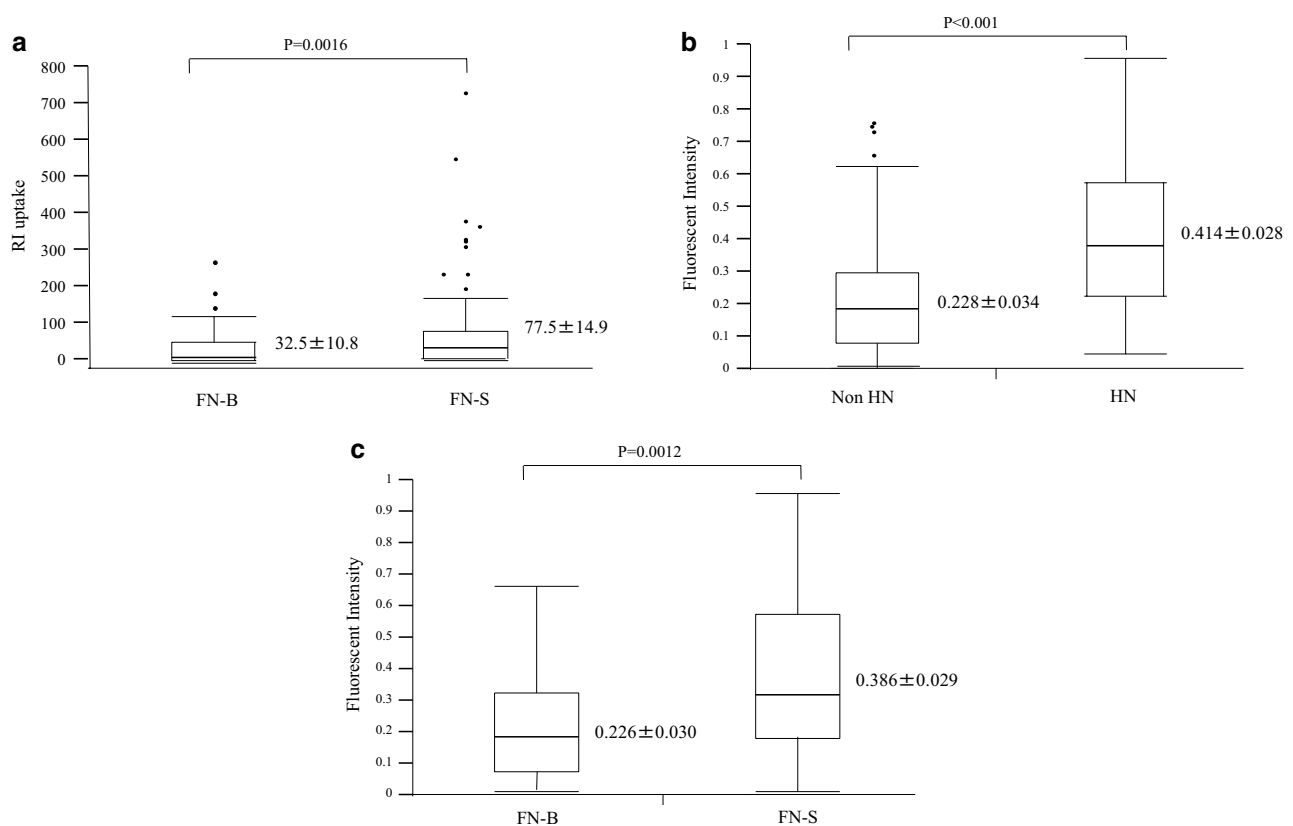 a
P=0.0016
800
700
600
500
400
300
200
100
0
RI uptake
32.5±10.8
77.5±14.9
FN-B
FN-S
b
P<0.001
1
0.9
0.8
0.7
0.6
0.5
0.4
0.3
0.2
0.1
0
Fluorescent Intensity
0.228±0.034
0.414±0.028
Non HN
HN
c
P=0.0012
1
0.9
0.8
0.7
0.6
0.5
0.4
0.3
0.2
0.1
0
Fluorescent Intensity
0.226±0.030
0.386±0.029
FN-B
FN-S